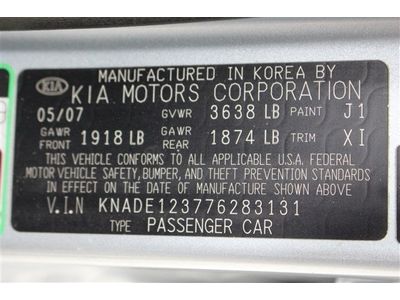 MANUFACTURED IN KOREA BY
KIA KIA MOTORS CORPORATION
05/07 GVWR 3638 LB PAINT J1
GAWR FRONT 1918 LB GAWR REAR 1874 LB TRIM XI
THIS VEHICLE CONFORMS TO ALL APPLICABLE U.S.A. FEDERAL
MOTOR VEHICLE SAFETY, BUMPER, AND THEFT PREVENTION STANDARDS
IN EFFECT ON THE DATE OF MANUFACTURE SHOWN ABOVE
V.I.N KNADE123776283131
TYPE PASSENGER CAR